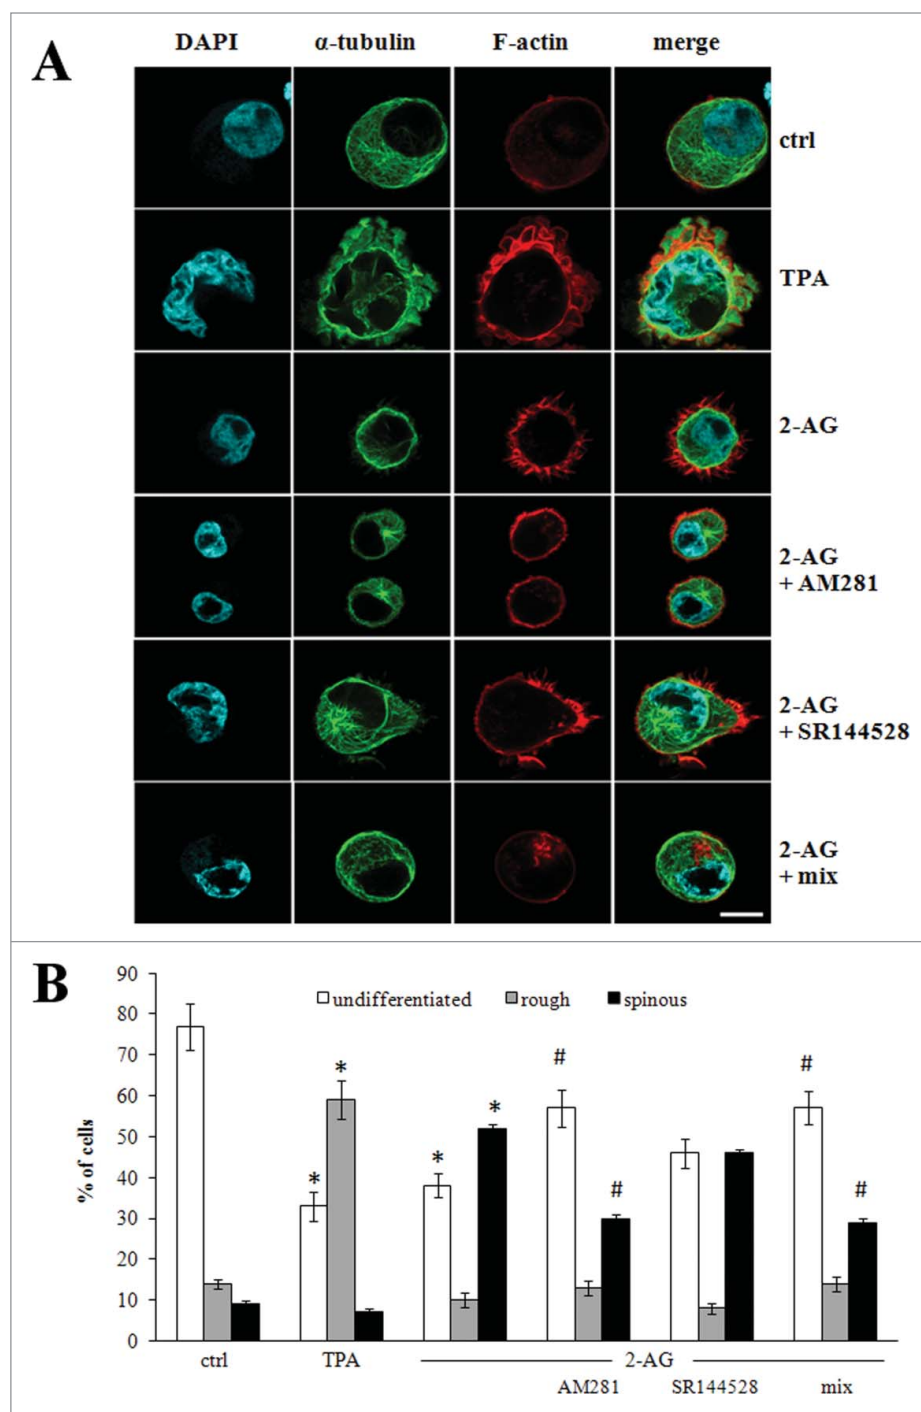 A
DAPI α-tubulin F-actin merge
ctrl
TPA
2-AG
2-AG
+ AM281
2-AG
+ SR144528
2-AG
+ mix
B
90
80
70
60
50
40
30
20
10
0
% of cells
undifferentiated rough spinous
* * * * # # # #
ctrl TPA 2-AG
AM281 SR144528 mix